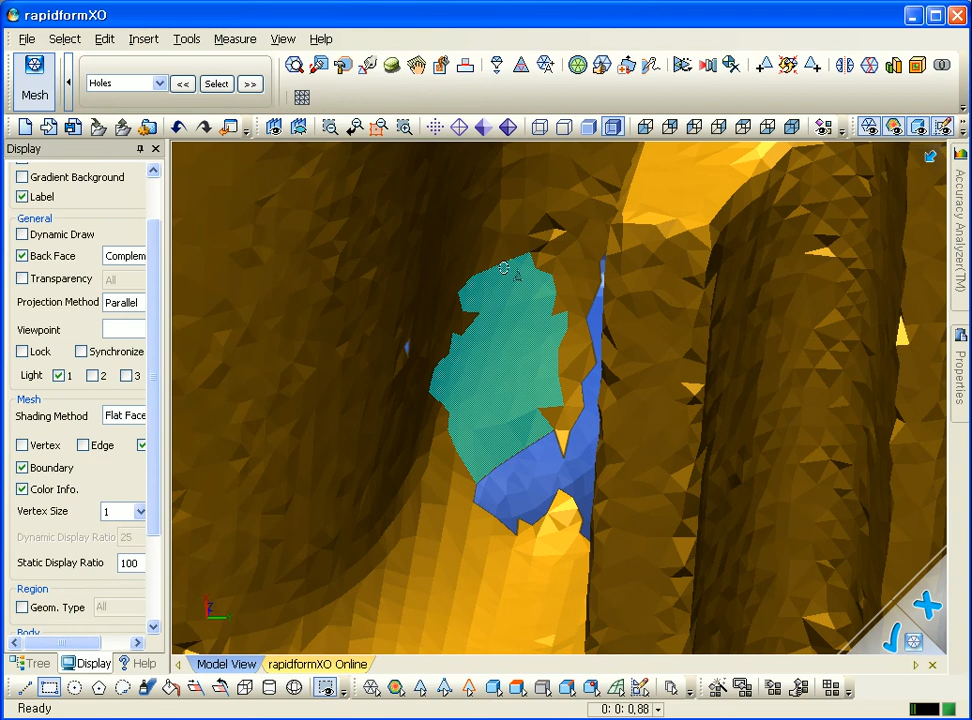 rapidformXO
File Select Edit Insert Tools Measure View Help
Mesh
Holes
<<
Select
>>
Display
Gradient Background
Label
General
Dynamic Draw
Back Face
Complem
Transparency
All
Projection Method
Parallel
Viewpoint
Lock
Synchronize
Light
1
2
3
Mesh
Shading Method
Flat Face
Vertex
Edge
Boundary
Color Info.
Vertex Size
1
Dynamic Display Ratio
25
Static Display Ratio
100
Region
Geom. Type
All
Body
Tree
Display
Help
Z
Accuracy Analyzer(TM)
Properties
Model View
rapidformXO Online
Ready
0: 0: 0,88